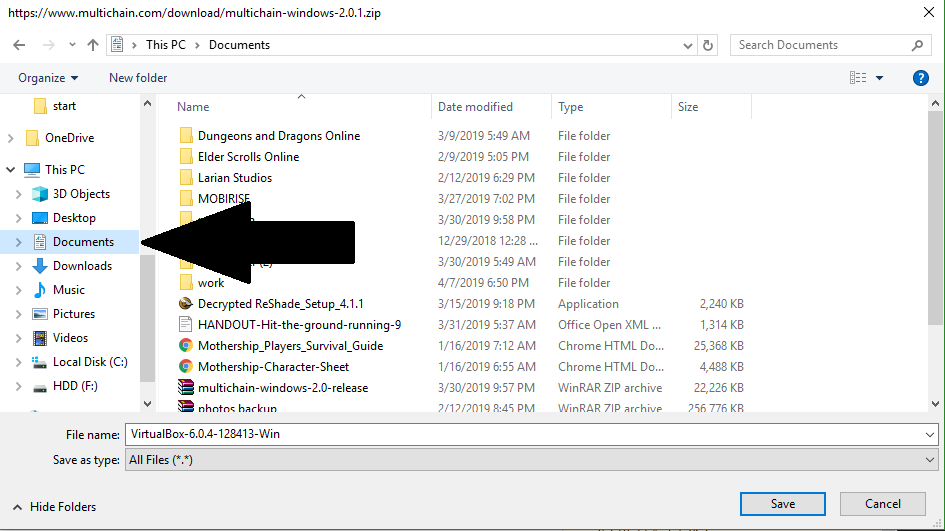 https://www.multichain.com/download/multichain-windows-2.0.1.zip
This PC > Documents
Search Documents
Organize
New folder
Name Date modified Type Size
start
OneDrive
This PC
3D Objects
Desktop
Documents
Downloads
Music
Pictures
Videos
Local Disk (C:)
HDD (F:)
Dungeons and Dragons Online 3/9/2019 5:49 AM File folder
Elder Scrolls Online 2/9/2019 5:05 PM File folder
Larian Studios 2/12/2019 6:29 PM File folder
MOBIRISE 3/27/2019 7:02 PM File folder
3/30/2019 9:58 PM File folder
12/29/2018 12:28 ... File folder
(2) 3/30/2019 5:49 AM File folder
work 4/7/2019 6:50 PM File folder
Decrypted ReShade_Setup_4.1.1 3/15/2019 9:18 PM Application 2,240 KB
HANDOUT-Hit-the-ground-running-9 3/31/2019 5:37 AM Office Open XML ... 1,314 KB
Mothership_Players_Survival_Guide 1/16/2019 7:12 AM Chrome HTML Do... 25,368 KB
Mothership-Character-Sheet 1/16/2019 6:55 AM Chrome HTML Do... 4,488 KB
multichain-windows-2.0-release 3/30/2019 9:57 PM WinRAR ZIP archive 22,226 KB
photos backup 2/12/2019 8:45 PM WinRAR ZIP archive 256,776 KB
File name: VirtualBox-6.0.4-128413-Win
Save as type: All Files (*.*)
Hide Folders
Save
Cancel